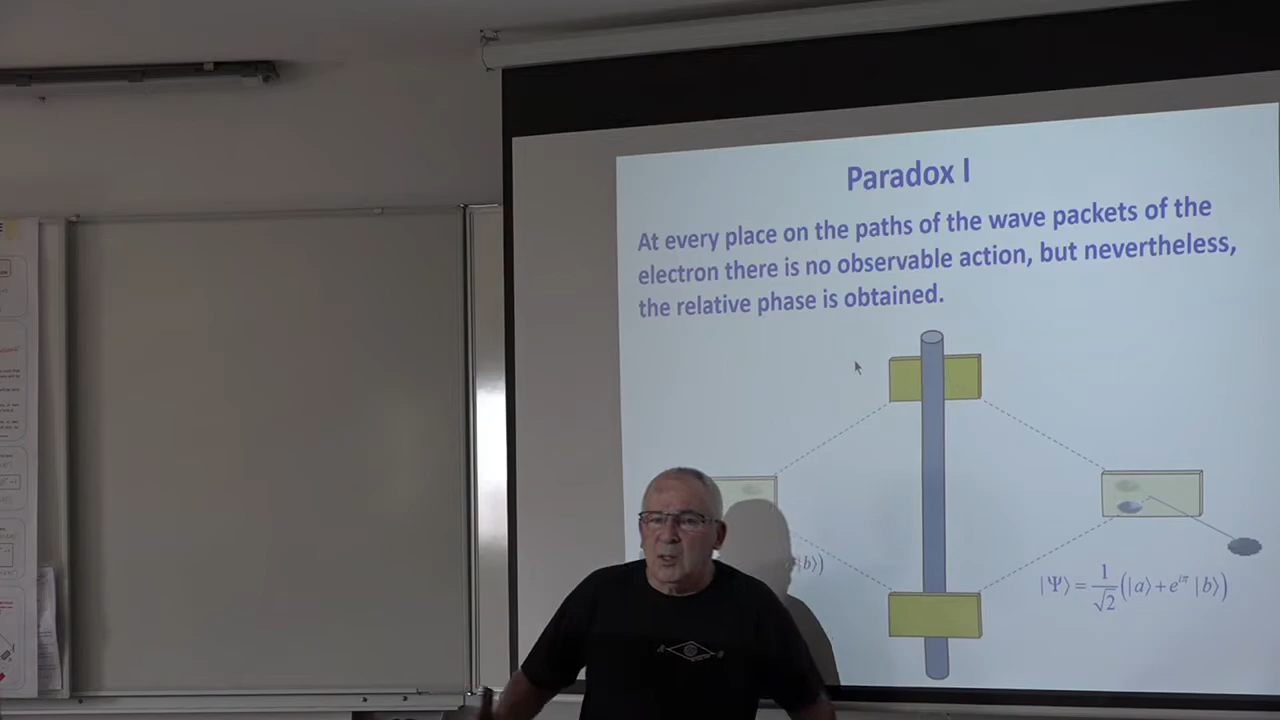 Paradox I
At every place on the paths of the wave packets of the
electron there is no observable action, but nevertheless,
the relative phase is obtained.
|b⟩)
|Ψ⟩ = 1/√2 (|a⟩ + e^{iπ} |b⟩)